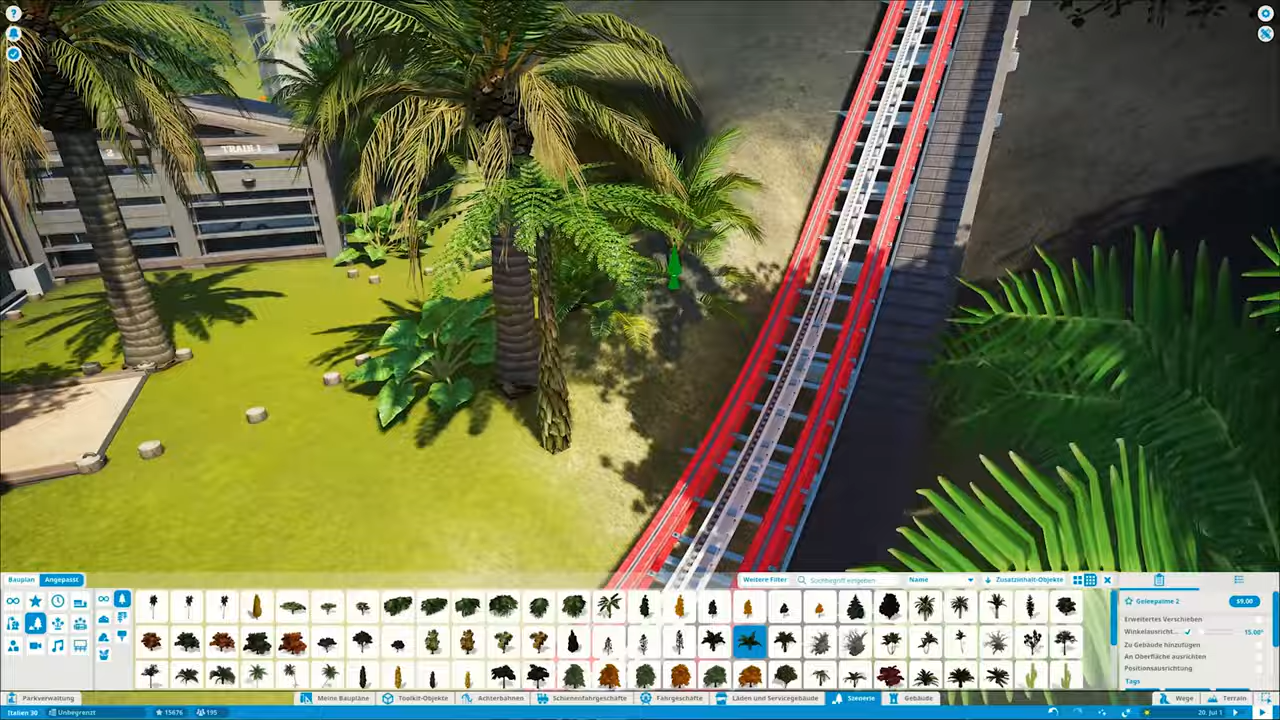 TRAIN 1
Bauplan
Angepasst
Weitere Filter
Suchbegriff eingeben
Name
Zusatzinhalt-Objekte
Geleepalme 2
$9.00
Erweitertes Verschieben
Winkelausricht...
15.00°
Zu Gebäude hinzufügen
An Oberfläche ausrichten
Positionsausrichtung
Tags
Parkverwaltung
Meine Baupläne
Toolkit-Objekte
Achterbahnen
Schienenfahrgeschäfte
Fahrgeschäfte
Läden und Servicegebäude
Szenerie
Gebäude
Wege
Terrain
Italien 30
Unbegrenzt
15676
195
20. Jul 1